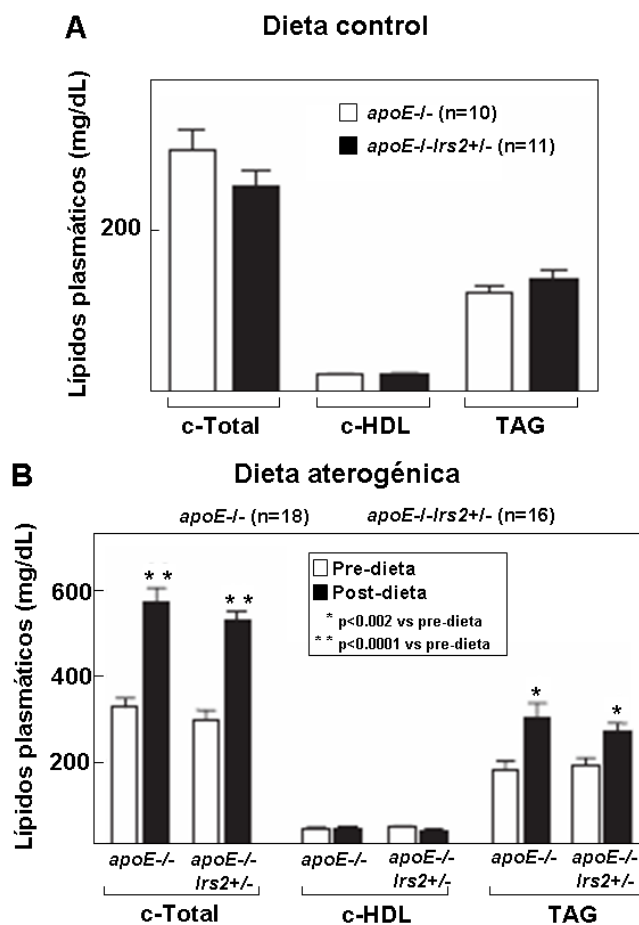 A
Dieta control
Lípidos plasmáticos (mg/dL)
200
apoE-/- (n=10)
apoE-/-Irs2+/- (n=11)
c-Total c-HDL TAG
B
Dieta aterogénica
apoE-/- (n=18) apoE-/-Irs2+/- (n=16)
Lípidos plasmáticos (mg/dL)
600
400
200
Pre-dieta
Post-dieta
* p<0.002 vs pre-dieta
** p<0.0001 vs pre-dieta
** ** * *
apoE-/- apoE-/- apoE-/- apoE-/- apoE-/- apoE-/-
Irs2+/- Irs2+/- Irs2+/-
c-Total c-HDL TAG